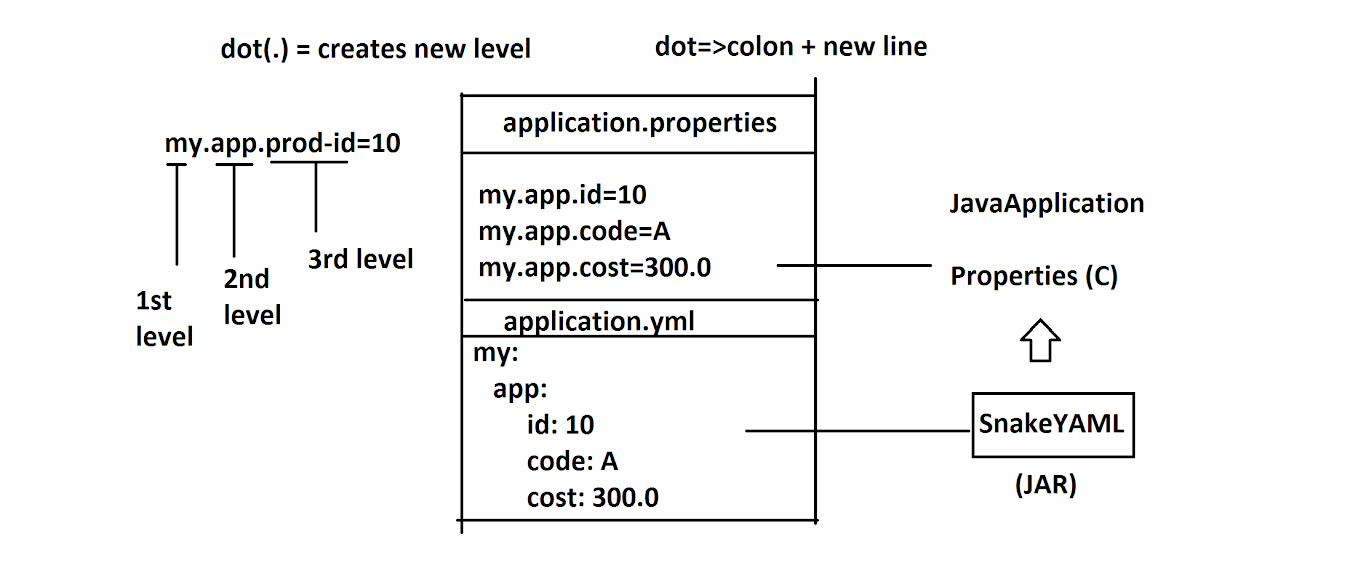 dot(.) = creates new level
dot=>colon + new line
my.app.prod-id=10
1st
level
2nd
level
3rd level
application.properties
my.app.id=10
my.app.code=A
my.app.cost=300.0
application.yml
my:
app:
id: 10
code: A
cost: 300.0
JavaApplication
Properties (C)
SnakeYAML
(JAR)